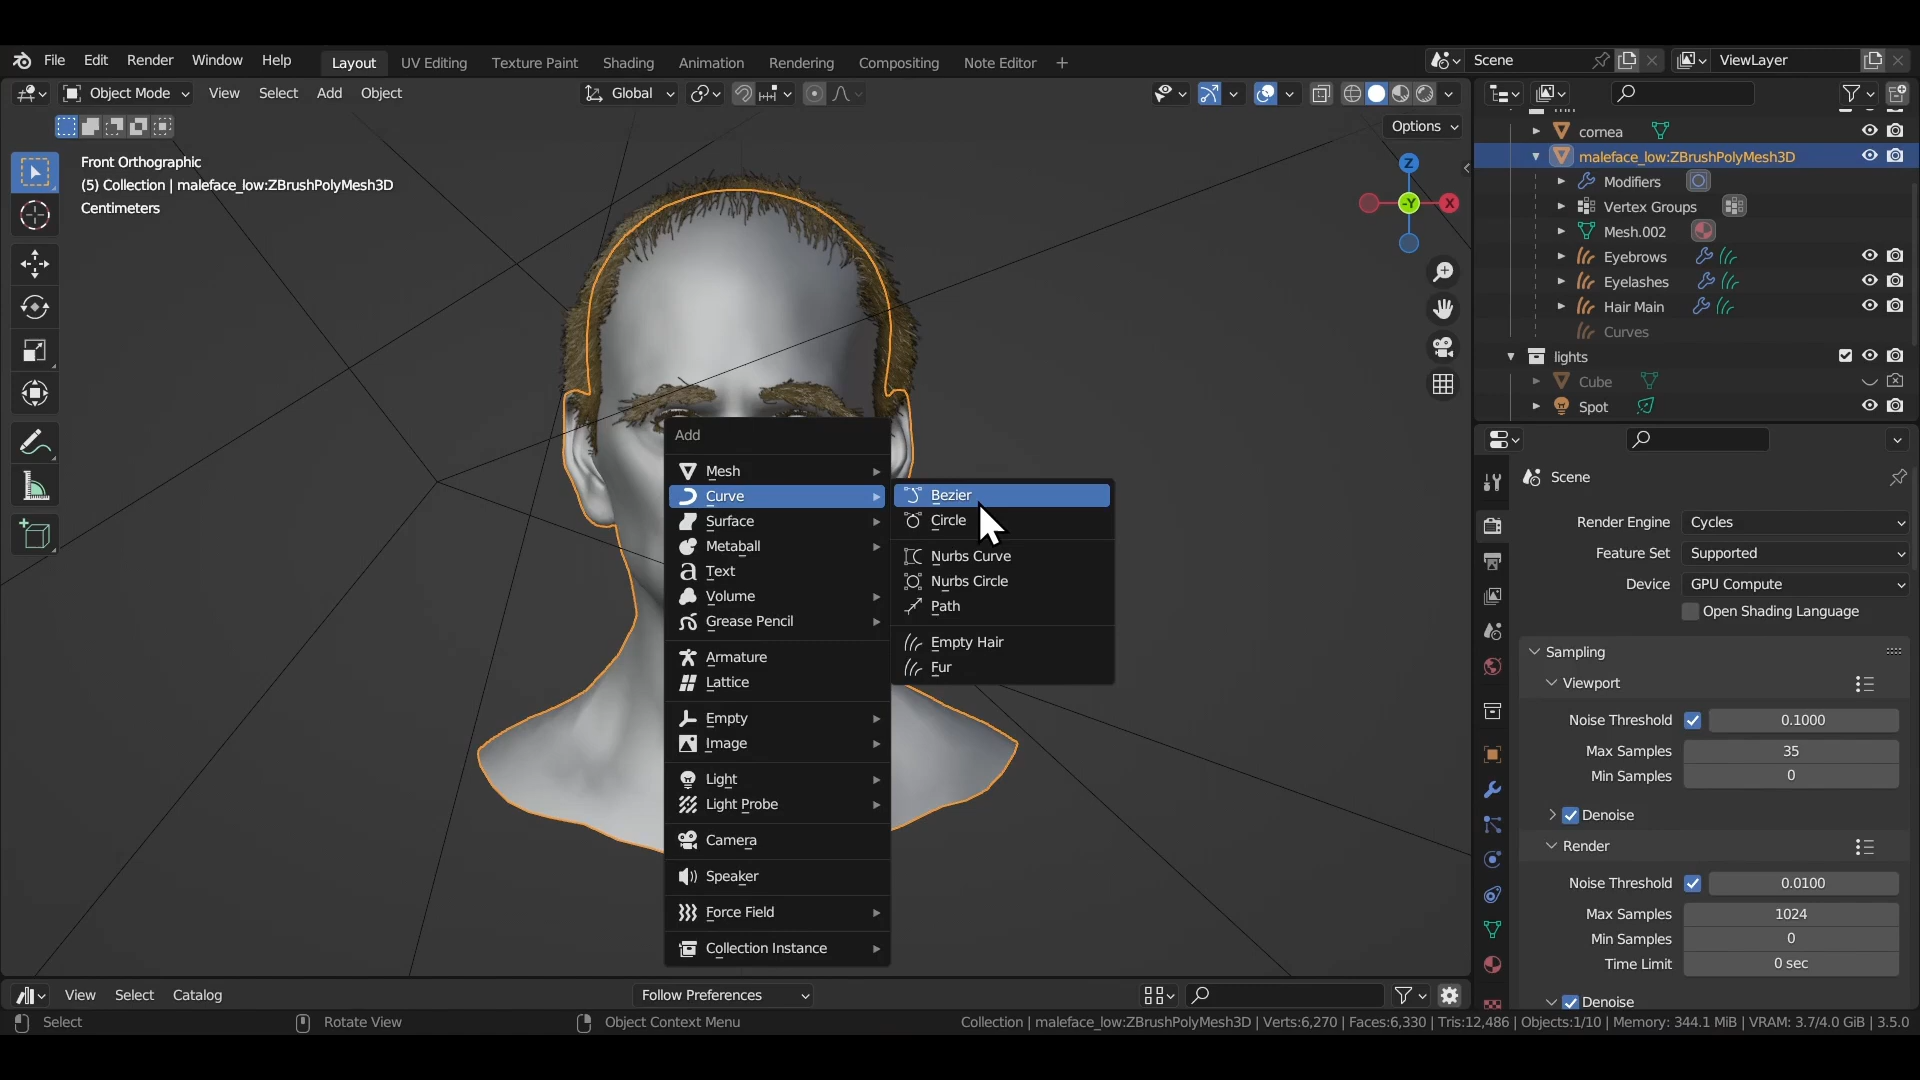 File Edit Render Window Help Layout UV Editing Texture Paint Shading Animation Rendering Compositing Note Editor + Scene ViewLayer
Object Mode View Select Add Object Global
Options
Front Orthographic
(5) Collection | maleface_low:ZBrushPolyMesh3D
Centimeters
Z
-Y X
cornea
maleface_low:ZBrushPolyMesh3D
Modifiers
Vertex Groups
Mesh.002
Eyebrows
Eyelashes
Hair Main
Curves
lights
Cube
Spot
Add
Mesh
Curve
Surface
Metaball
Text
Volume
Grease Pencil
Armature
Lattice
Empty
Image
Light
Light Probe
Camera
Speaker
Force Field
Collection Instance
Bezier
Circle
Nurbs Curve
Nurbs Circle
Path
Empty Hair
Fur
Scene
Render Engine Cycles
Feature Set Supported
Device GPU Compute
Open Shading Language
Sampling
Viewport
Noise Threshold 0.1000
Max Samples 35
Min Samples 0
Denoise
Render
Noise Threshold 0.0100
Max Samples 1024
Min Samples 0
Time Limit 0 sec
Denoise
View Select Catalog Follow Preferences
Select Rotate View Object Context Menu Collection | maleface_low:ZBrushPolyMesh3D | Verts:6,270 | Faces:6,330 | Tris:12,486 | Objects:1/10 | Memory: 344.1 MiB | VRAM: 3.7/4.0 GiB | 3.5.0